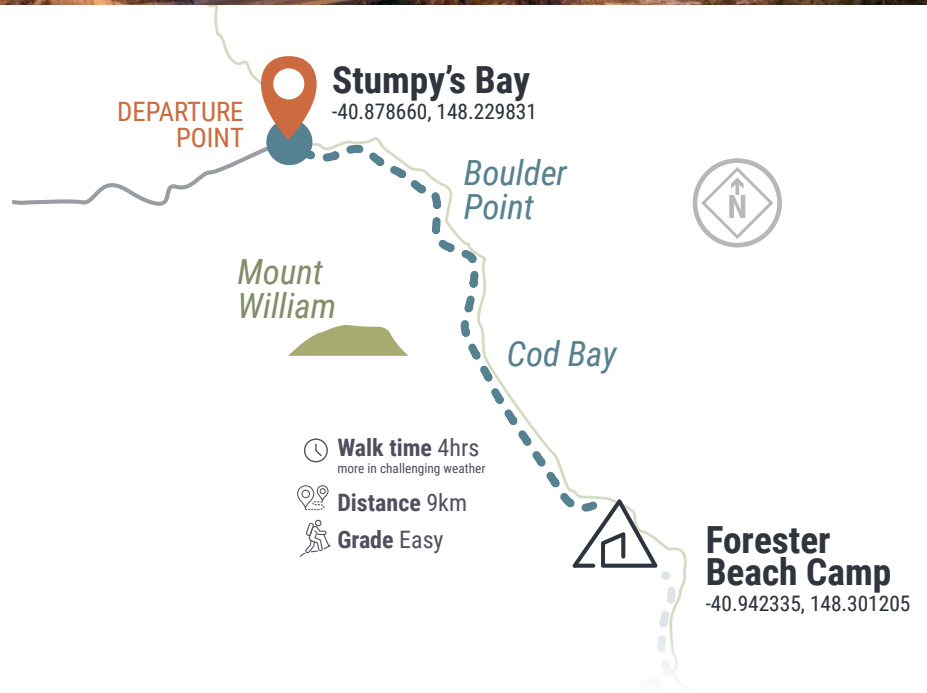 Stumpy’s Bay
-40.878660, 148.229831
DEPARTURE
POINT
Boulder
Point
N
Mount
William
Cod Bay
Walk time 4hrs
more in challenging weather
Distance 9km
Grade Easy
Forester
Beach Camp
-40.942335, 148.301205